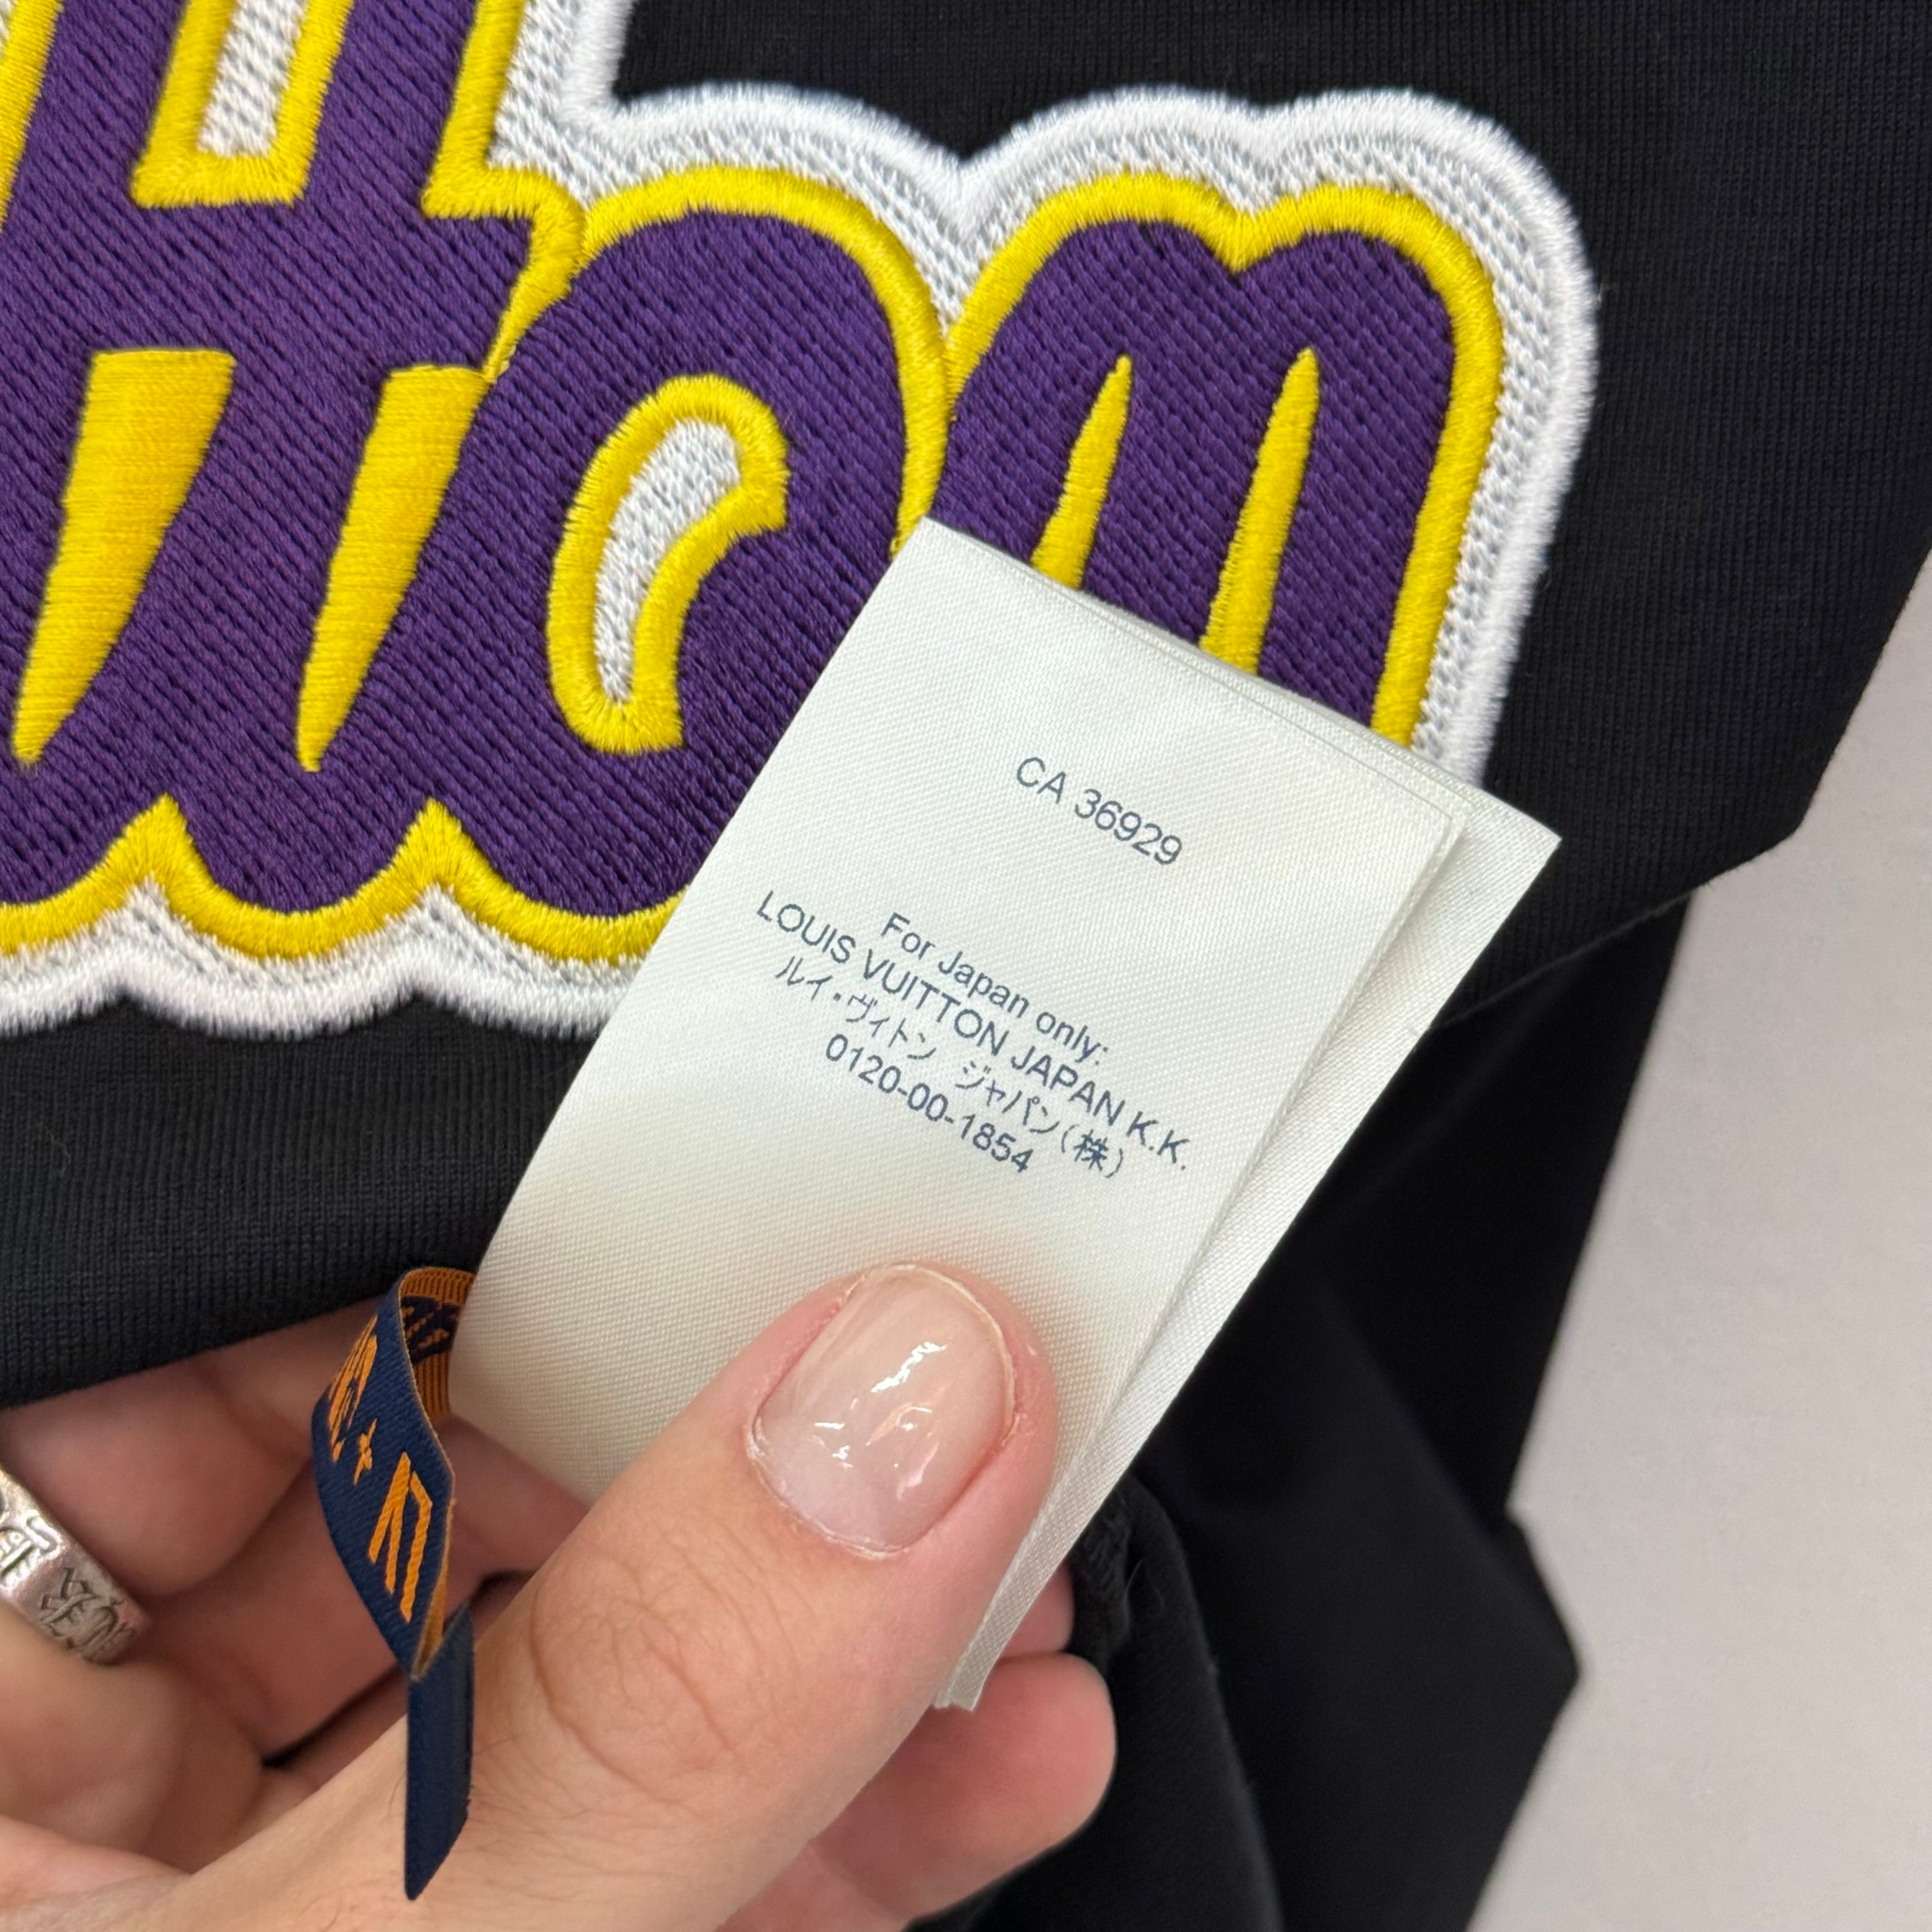 CA 36929
For Japan only:
LOUIS VUITTON JAPAN K.K.
ルイ・ヴィトン ジャパン(株)
0120-00-1854